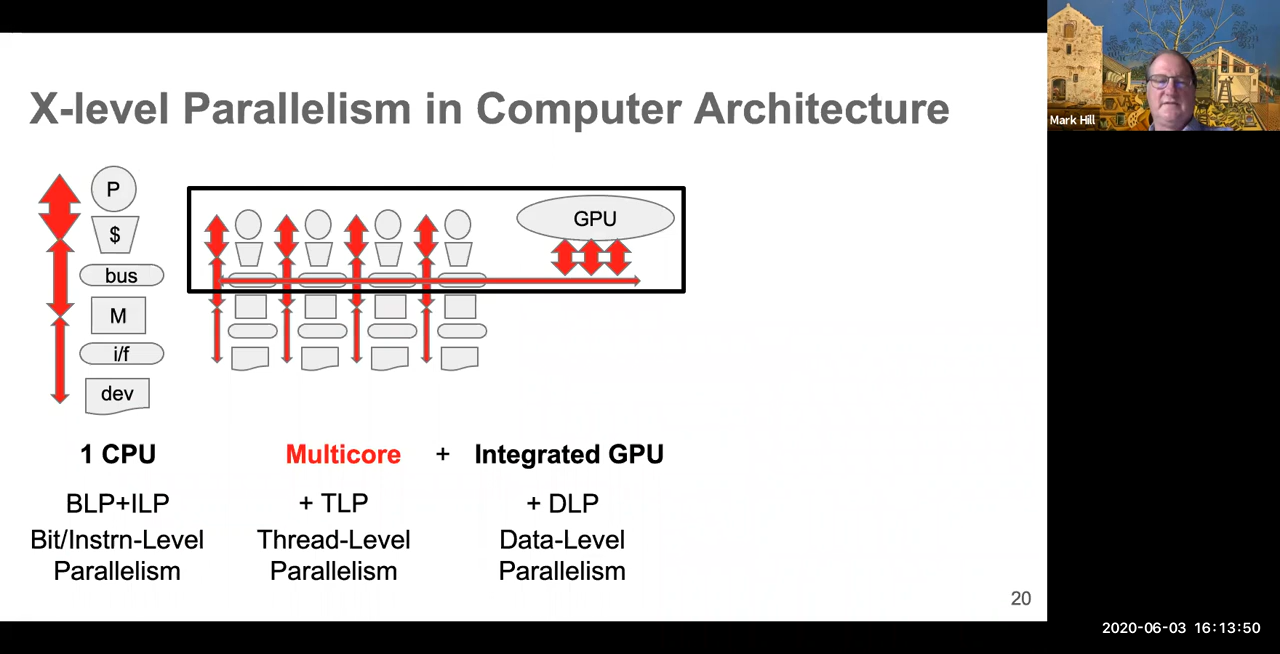 X-level Parallelism in Computer Architecture
Mark Hill
P
$
bus
M
i/f
dev
GPU
1 CPU
Multicore + Integrated GPU
BLP+ILP
+ TLP
+ DLP
Bit/Instrn-Level
Parallelism
Thread-Level
Parallelism
Data-Level
Parallelism
20
2020-06-03 16:13:50